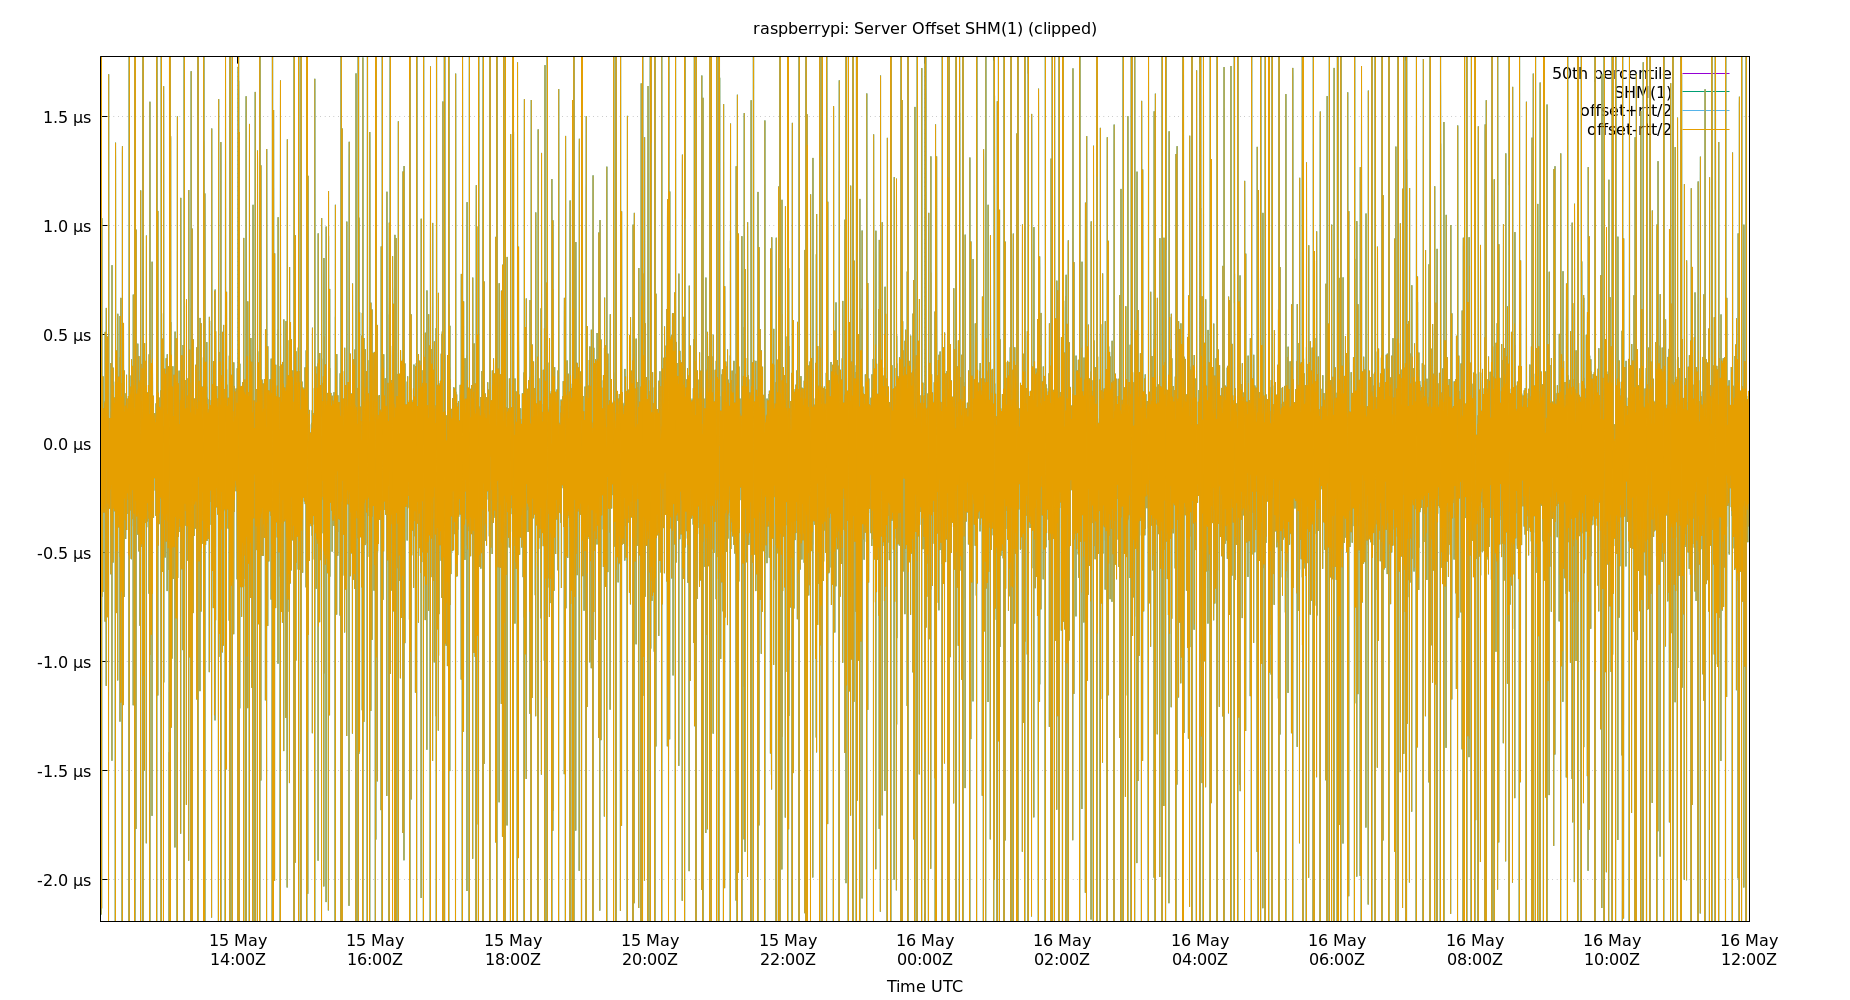 raspberrypi: Server Offset SHM(1) (clipped)
50th percentile
SHM(1)
offset+rtt/2
offset-rtt/2
1.5 µs
1.0 µs
0.5 µs
0.0 µs
-0.5 µs
-1.0 µs
-1.5 µs
-2.0 µs
15 May 15 May 15 May 15 May 15 May 16 May 16 May 16 May 16 May 16 May 16 May 16 May
14:00Z 16:00Z 18:00Z 20:00Z 22:00Z 00:00Z 02:00Z 04:00Z 06:00Z 08:00Z 10:00Z 12:00Z
Time UTC